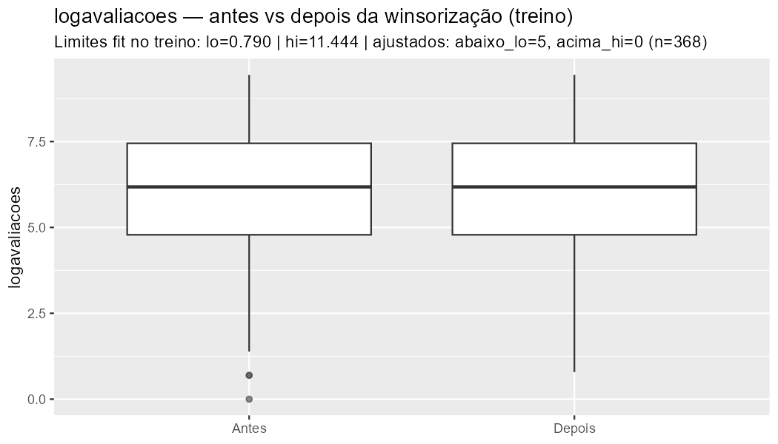 logavaliacoes — antes vs depois da winsorização (treino)
Limites fit no treino: lo=0.790 | hi=11.444 | ajustados: abaixo_lo=5, acima_hi=0 (n=368)
logavaliacoes
7.5
5.0
2.5
0.0
Antes
Depois